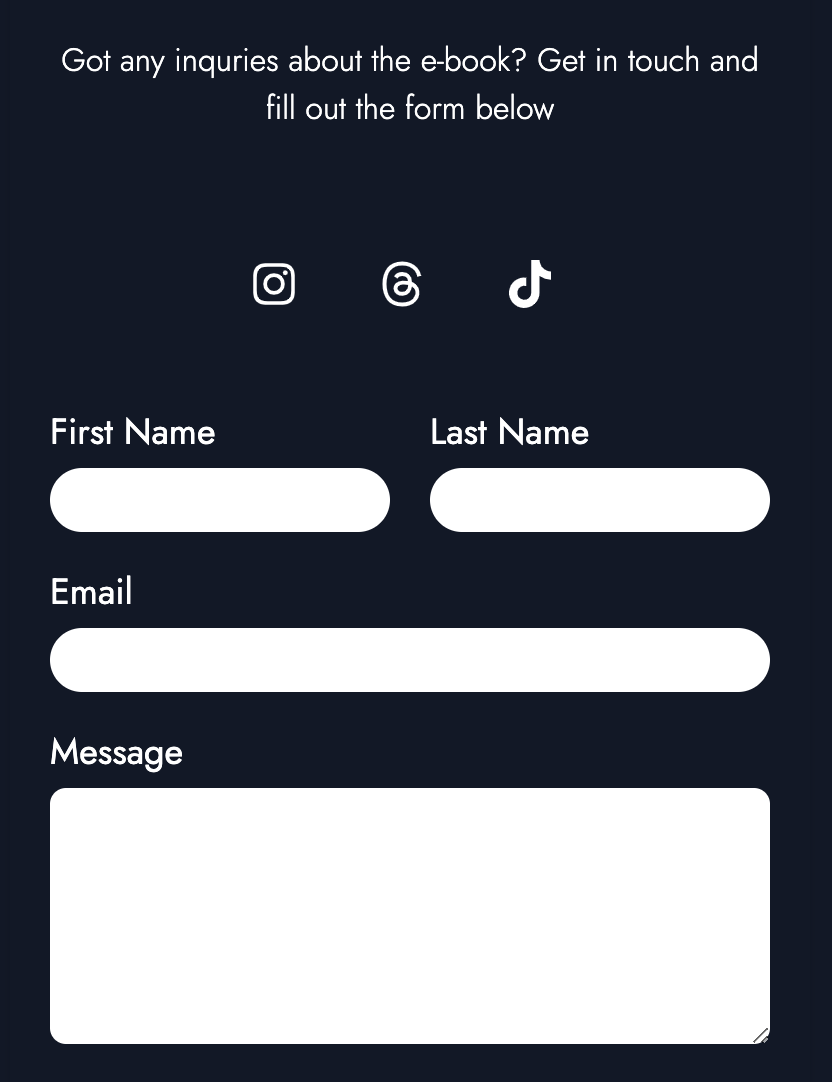 Got any inquries about the e-book? Get in touch and
fill out the form below
First Name
Last Name
Email
Message